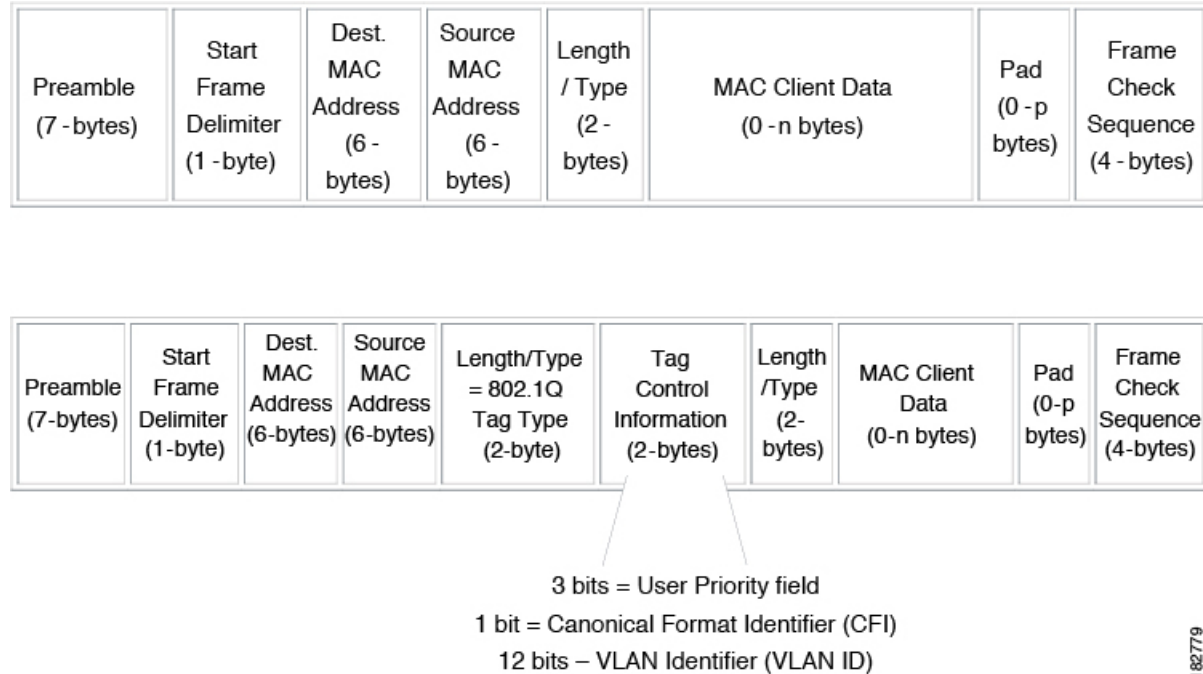 Preamble
(7 - bytes)
Start
Frame
Delimiter
(1 - byte)
Dest.
MAC
Address
(6 -
bytes)
Source
MAC
Address
(6 -
bytes)
Length
/ Type
(2 -
bytes)
MAC Client Data
(0 -n bytes)
Pad
(0 -p
bytes)
Frame
Check
Sequence
(4 - bytes)
Preamble
(7-bytes)
Start
Frame
Delimiter
(1-byte)
Dest.
MAC
Address
(6-bytes)
Source
MAC
Address
(6-bytes)
Length/Type
= 802.1Q
Tag Type
(2-byte)
Tag
Control
Information
(2-bytes)
Length
/Type
(2-
bytes)
MAC Client
Data
(0-n bytes)
Pad
(0-p
bytes)
Frame
Check
Sequence
(4-bytes)
3 bits = User Priority field
1 bit = Canonical Format Identifier (CFI)
12 bits – VLAN Identifier (VLAN ID)
182779